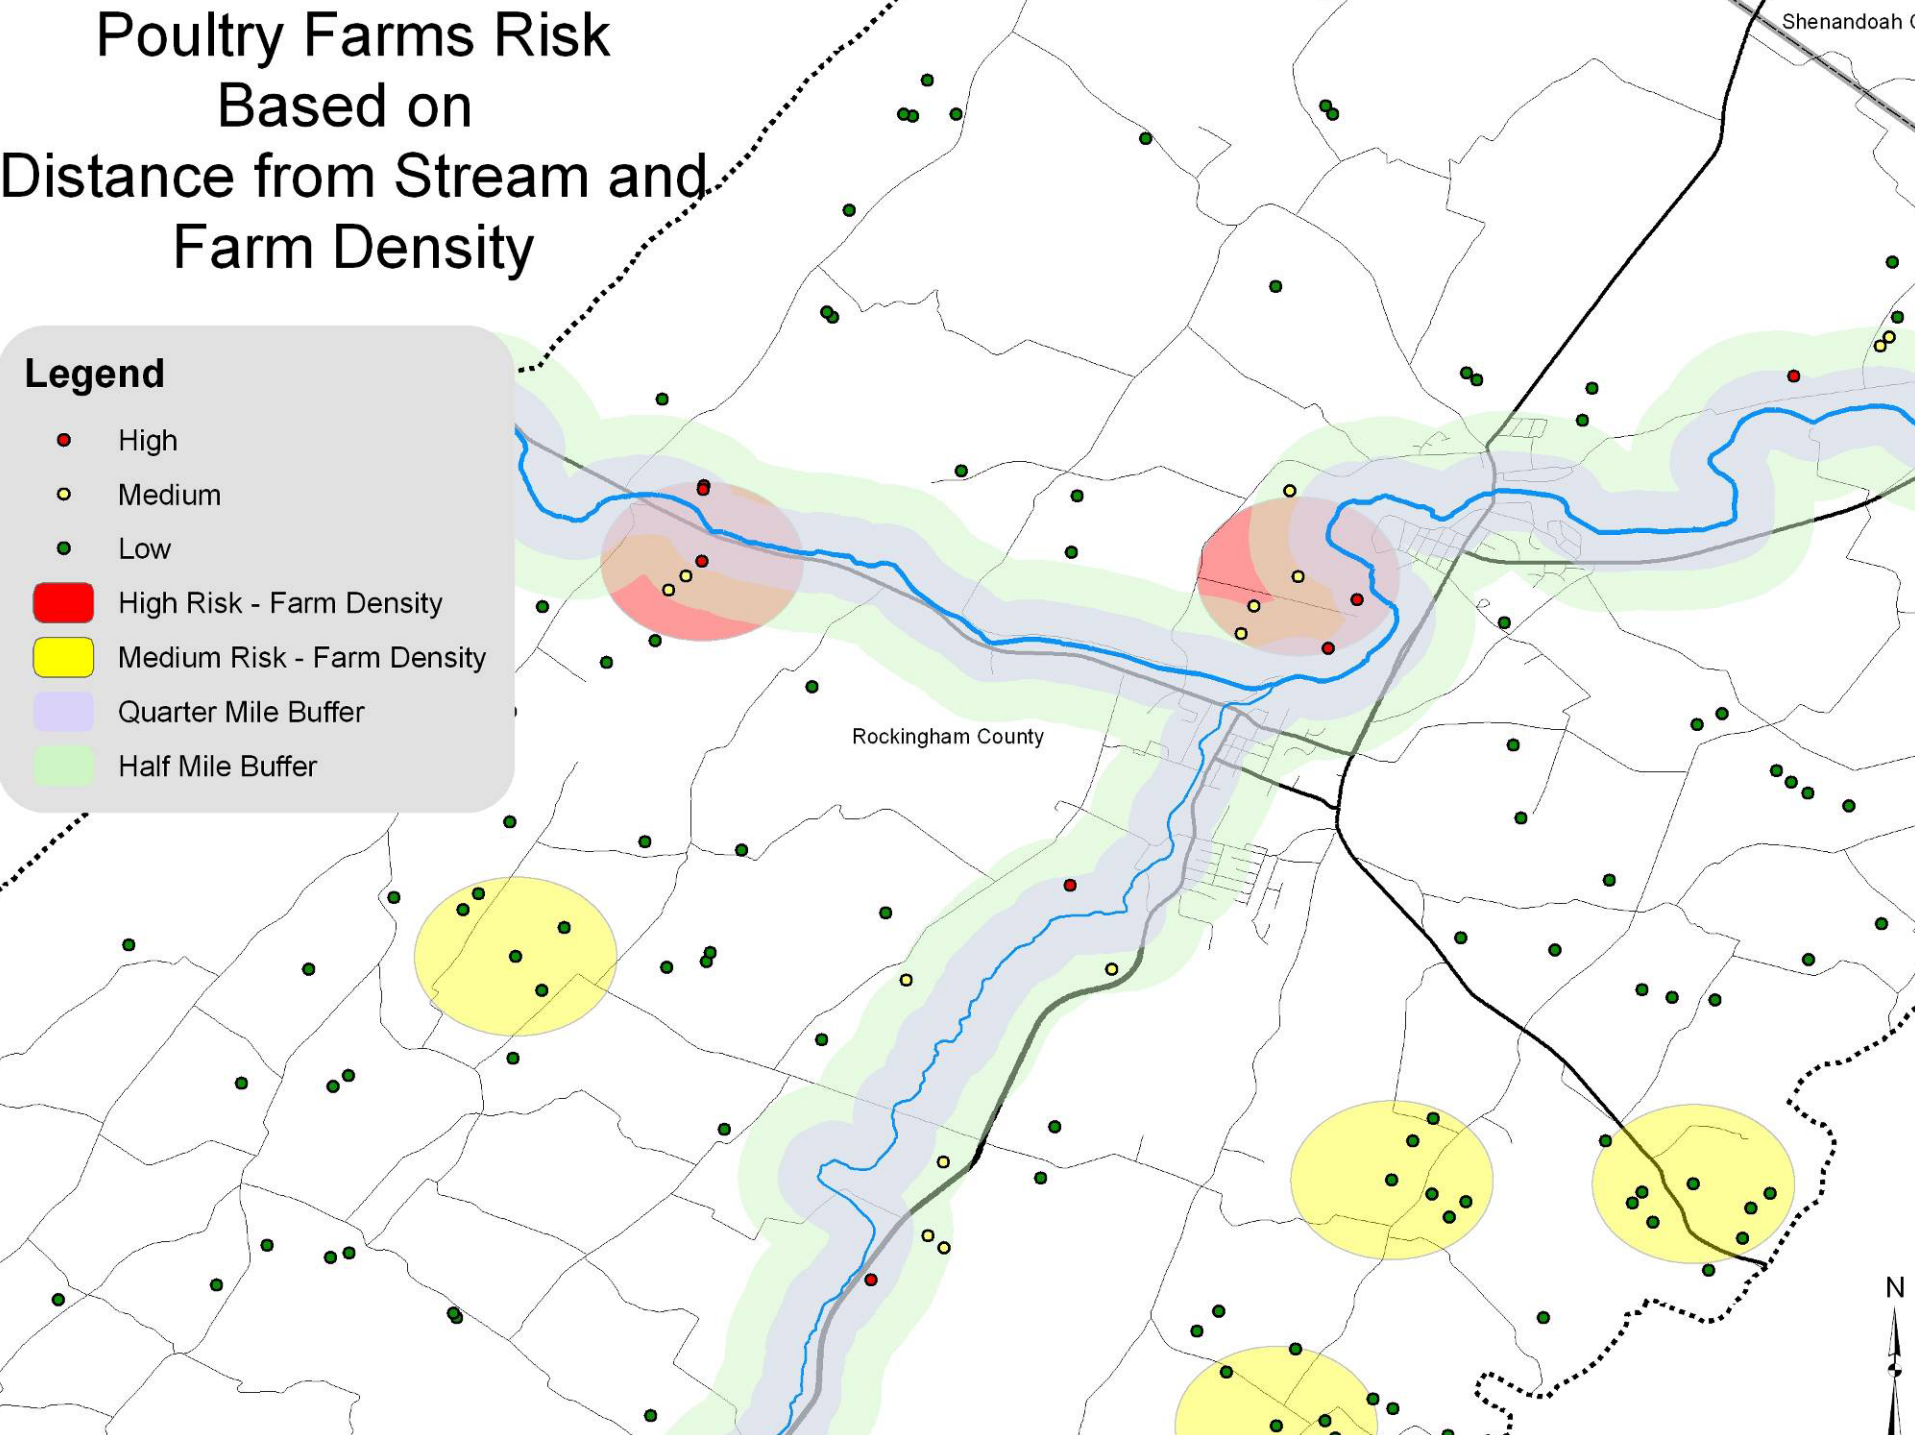 Poultry Farms Risk
Based on
Distance from Stream and
Farm Density
Shenandoah C
Legend
High
Medium
Low
High Risk - Farm Density
Medium Risk - Farm Density
Quarter Mile Buffer
Half Mile Buffer
Rockingham County
N